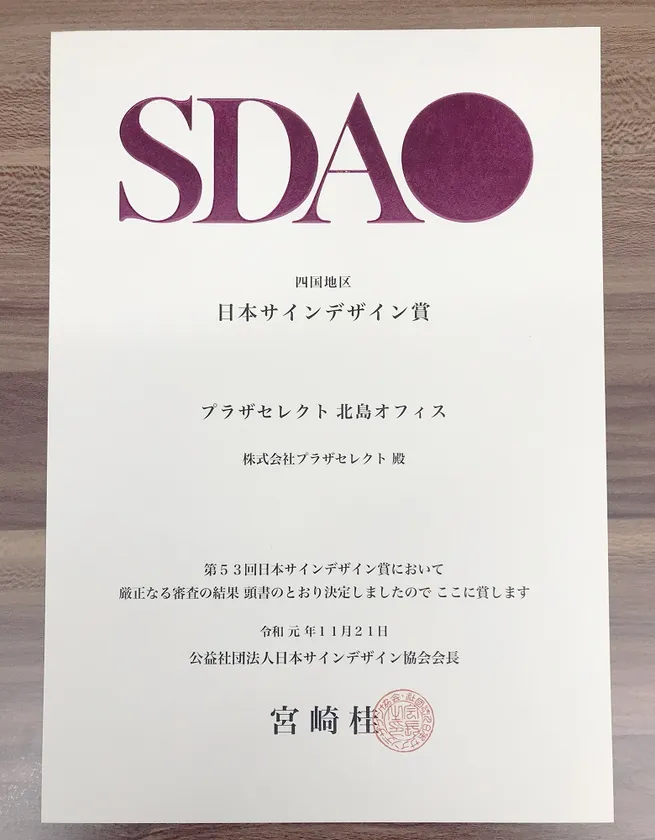 SDA
四国地区
日本サインデザイン賞
プラザセレクト 北島オフィス
株式会社プラザセレクト 殿
第53回日本サインデザイン賞において
厳正なる審査の結果 頭書のとおり決定しましたので ここに賞します
令和 元 年11月21日
公益社団法人日本サインデザイン協会会長
宮崎桂